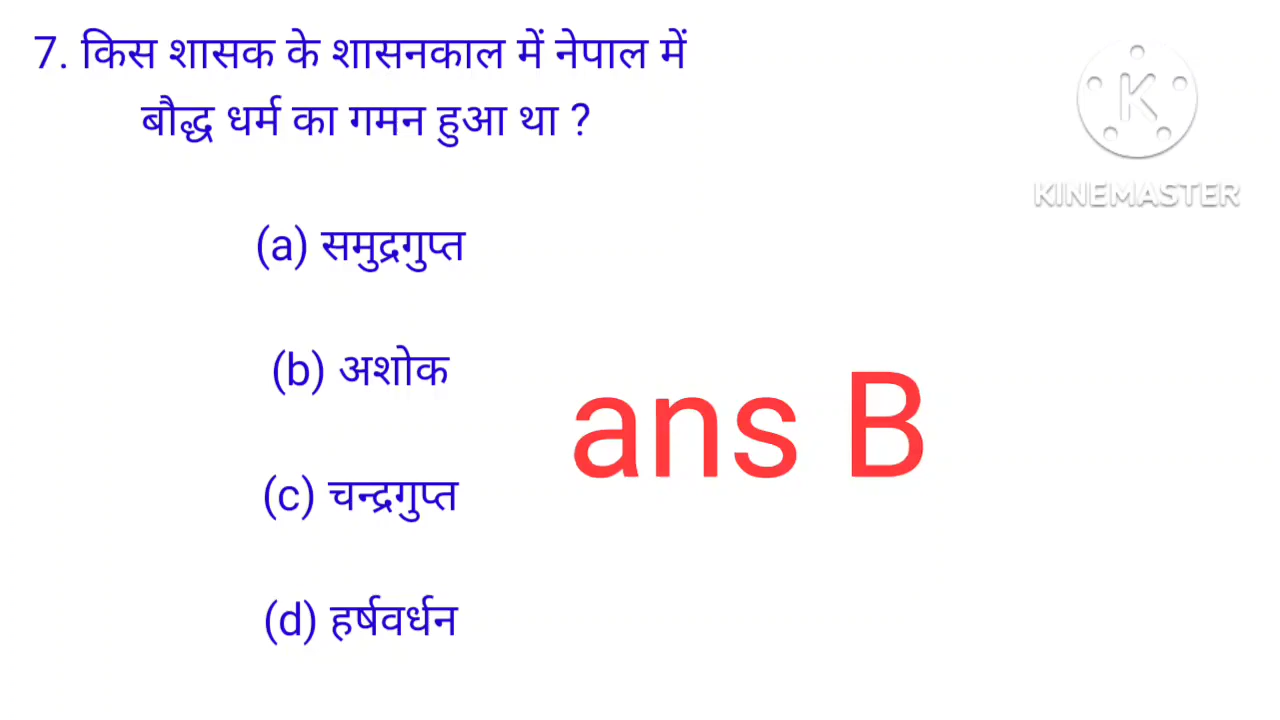 7. किस शासक के शासनकाल में नेपाल में
बौद्ध धर्म का गमन हुआ था ?
KINEMASTER
(a) समुद्रगुप्त
(b) अशोक
ans B
(c) चन्द्रगुप्त
(d) हर्षवर्धन